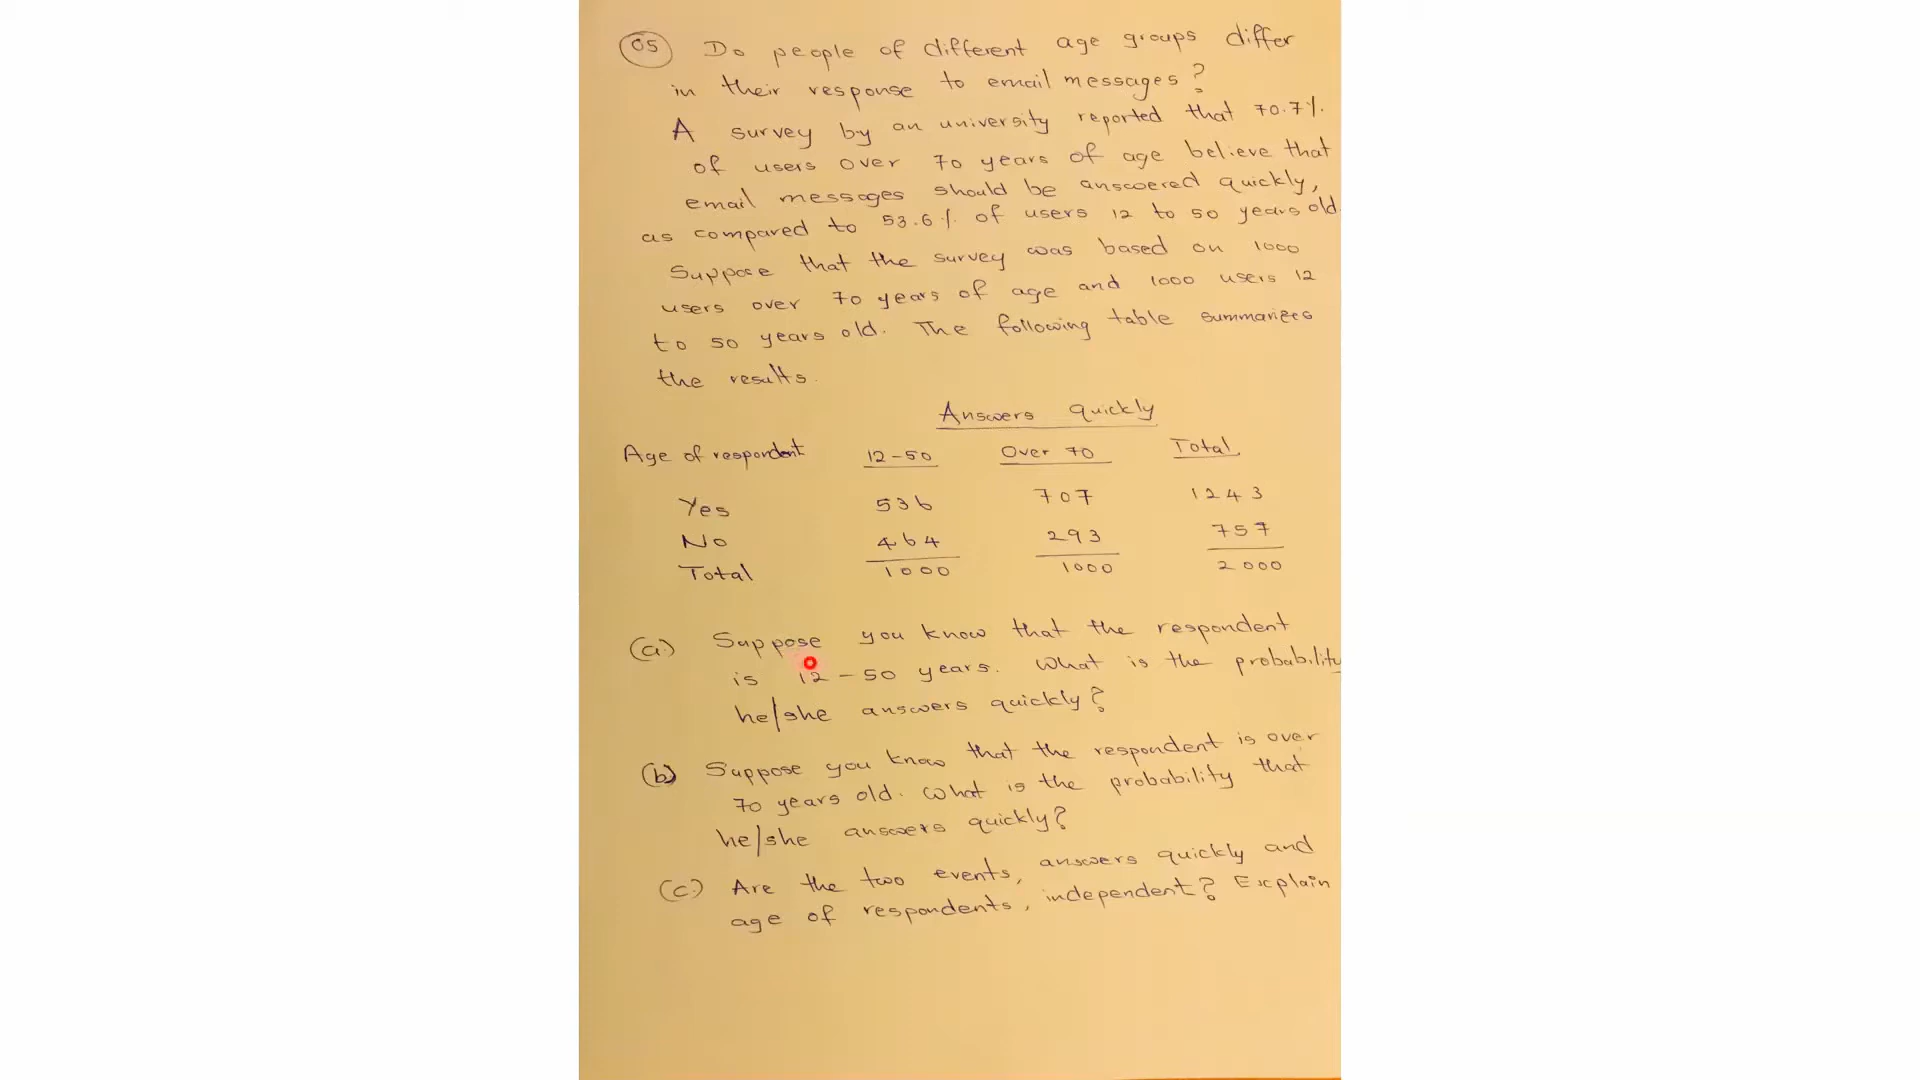 05 Do people of different age groups differ
in their response to email messages?
A survey by an university reported that 70.7%
of users over 70 years of age believe that
email messages should be answered quickly,
as compared to 53.6% of users 12 to 50 years old.
Suppose that the survey was based on 1000
users over 70 years of age and 1000 users 12
to 50 years old. The following table summarizes
the results.
Answers quickly
Age of respondent 12-50 Over 70 Total
Yes 536 707 1243
No 464 293 757
Total 1000 1000 2000
(a) Suppose you know that the respondent
is 12-50 years. What is the probability
he/she answers quickly?
(b) Suppose you know that the respondent is over
70 years old. What is the probability that
he/she answers quickly?
(c) Are the two events, answers quickly and
age of respondents, independent? Explain